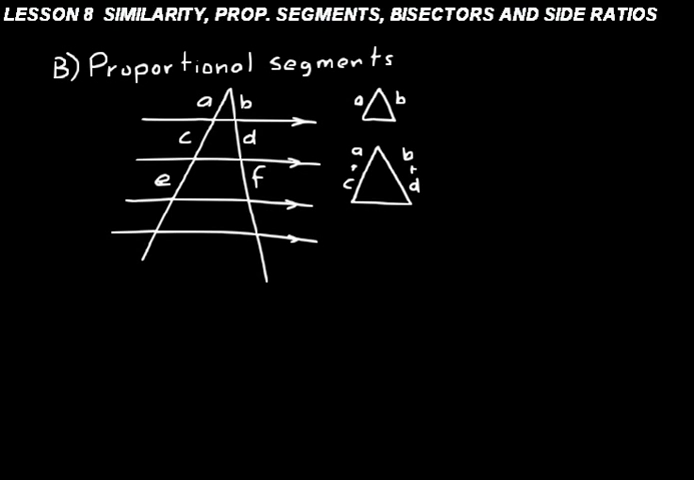 LESSON 8 SIMILARITY, PROP. SEGMENTS, BISECTORS AND SIDE RATIOS
B) Proportional segments
a b
c d
e f
a b
a b
+ +
c d